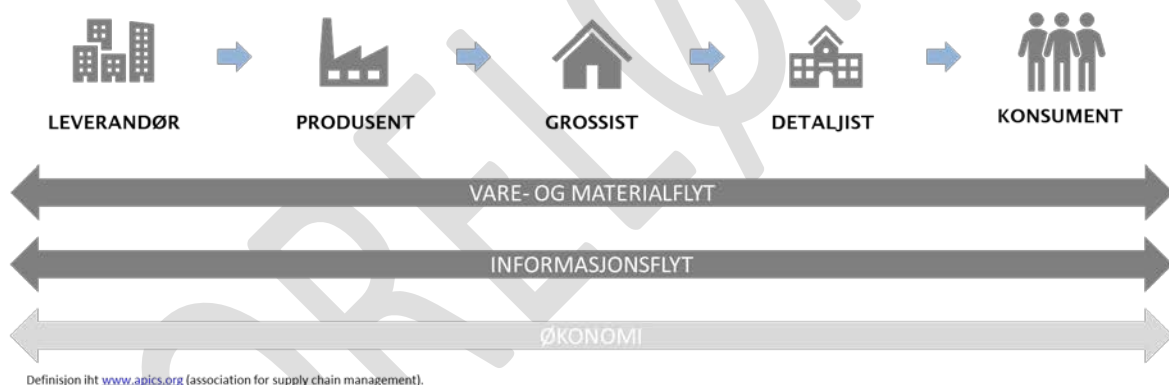 LEVERANDØR PRODUSENT GROSSIST DETALJIST KONSUMENT
VARE- OG MATERIALFLYT
INFORMASJONSFLYT
ØKONOMI
Definisjon iht www.apics.org (association for supply chain management).